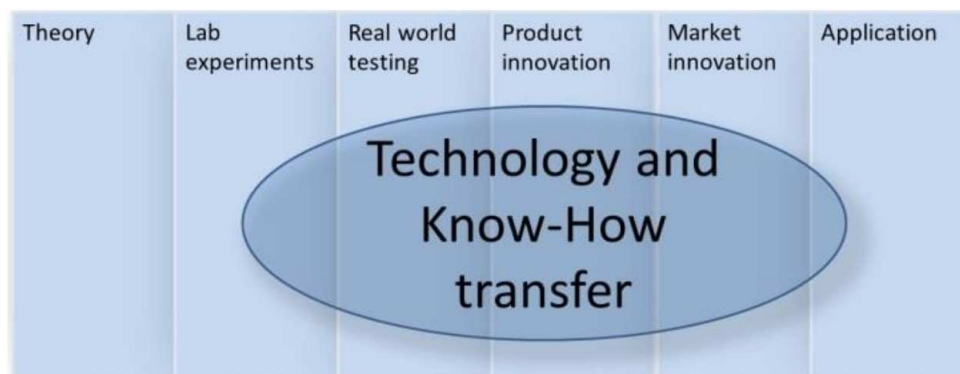 Theory
Lab
experiments
Real world
testing
Product
innovation
Market
innovation
Application
Technology and
Know-How
transfer